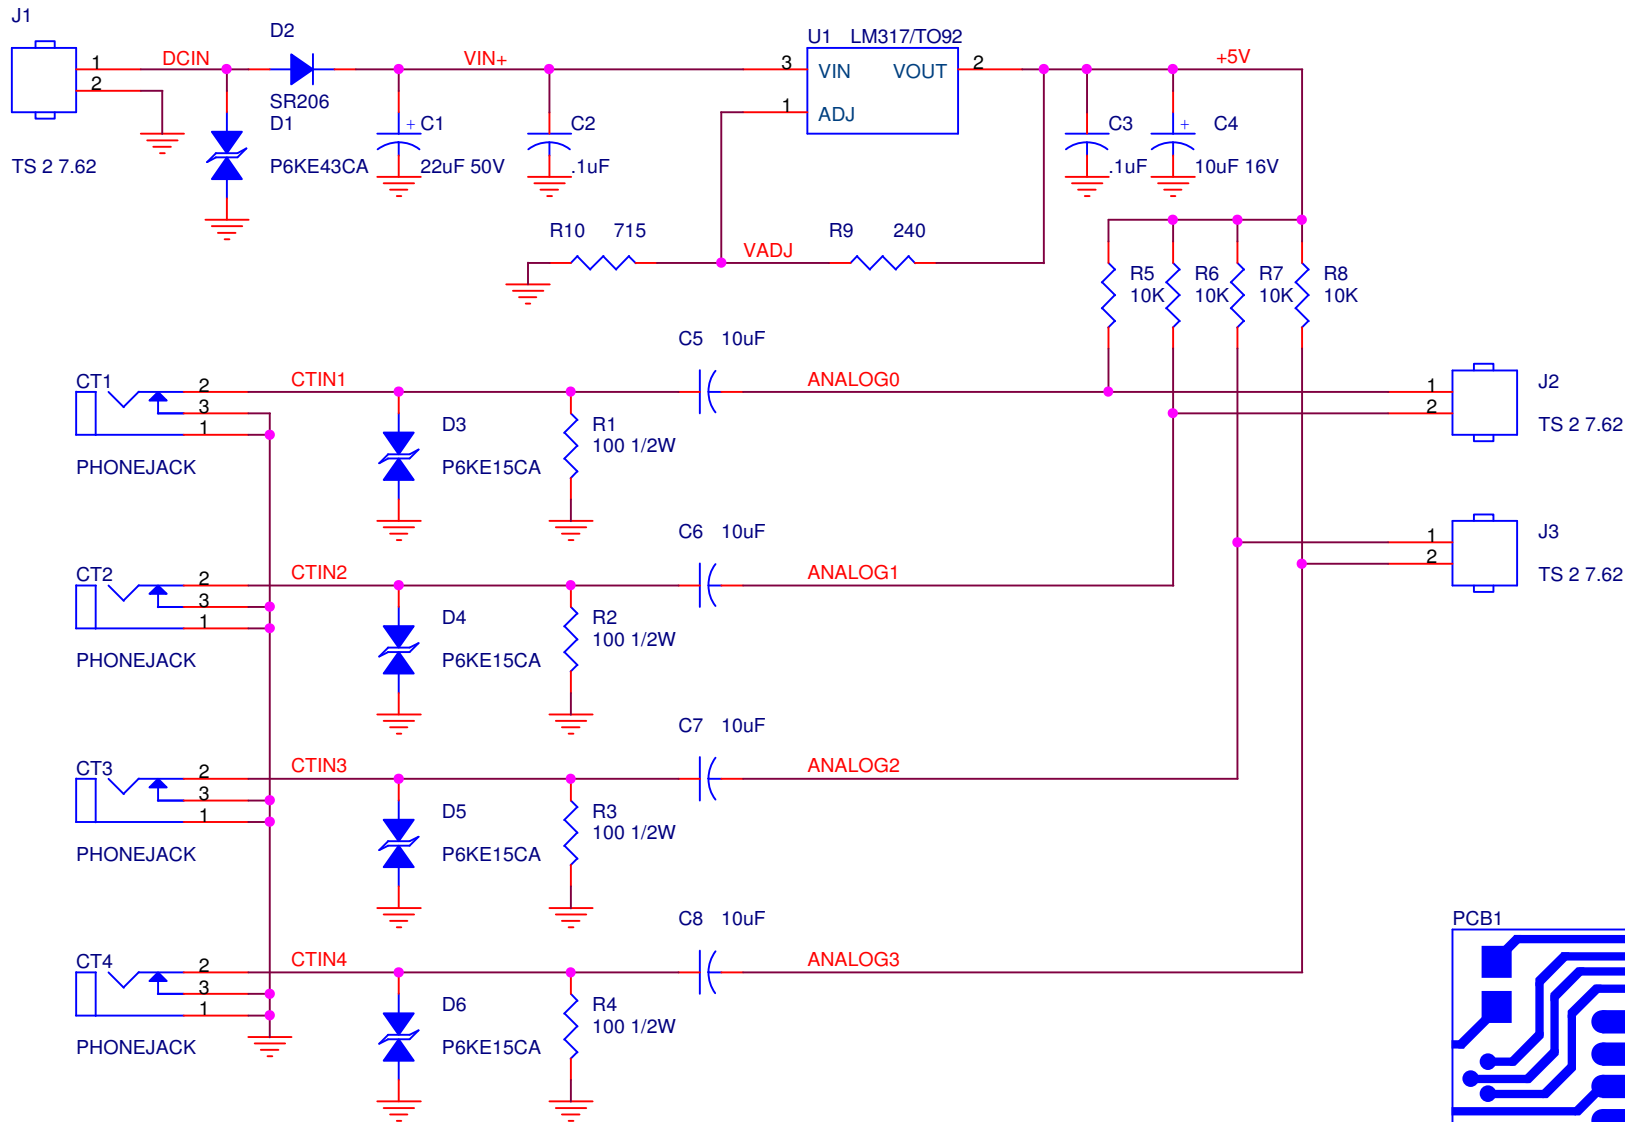 J1
1
2
TS 2 7.62
DCIN
D2
SR206
D1
P6KE43CA
VIN+
+ C1
22uF 50V
C2
.1uF
U1 LM317/TO92
3 VIN VOUT 2
1 ADJ
+5V
C3
.1uF
+ C4
10uF 16V
R10 715
VADJ
R9 240
R5
10K
R6
10K
R7
10K
R8
10K
CT1
2
3
1
PHONEJACK
CTIN1
D3
P6KE15CA
R1
100 1/2W
C5 10uF
ANALOG0
1
2
J2
TS 2 7.62
CT2
2
3
1
PHONEJACK
CTIN2
D4
P6KE15CA
R2
100 1/2W
C6 10uF
ANALOG1
1
2
J3
TS 2 7.62
CT3
2
3
1
PHONEJACK
CTIN3
D5
P6KE15CA
R3
100 1/2W
C7 10uF
ANALOG2
CT4
2
3
1
PHONEJACK
CTIN4
D6
P6KE15CA
R4
100 1/2W
C8 10uF
ANALOG3
PCB1